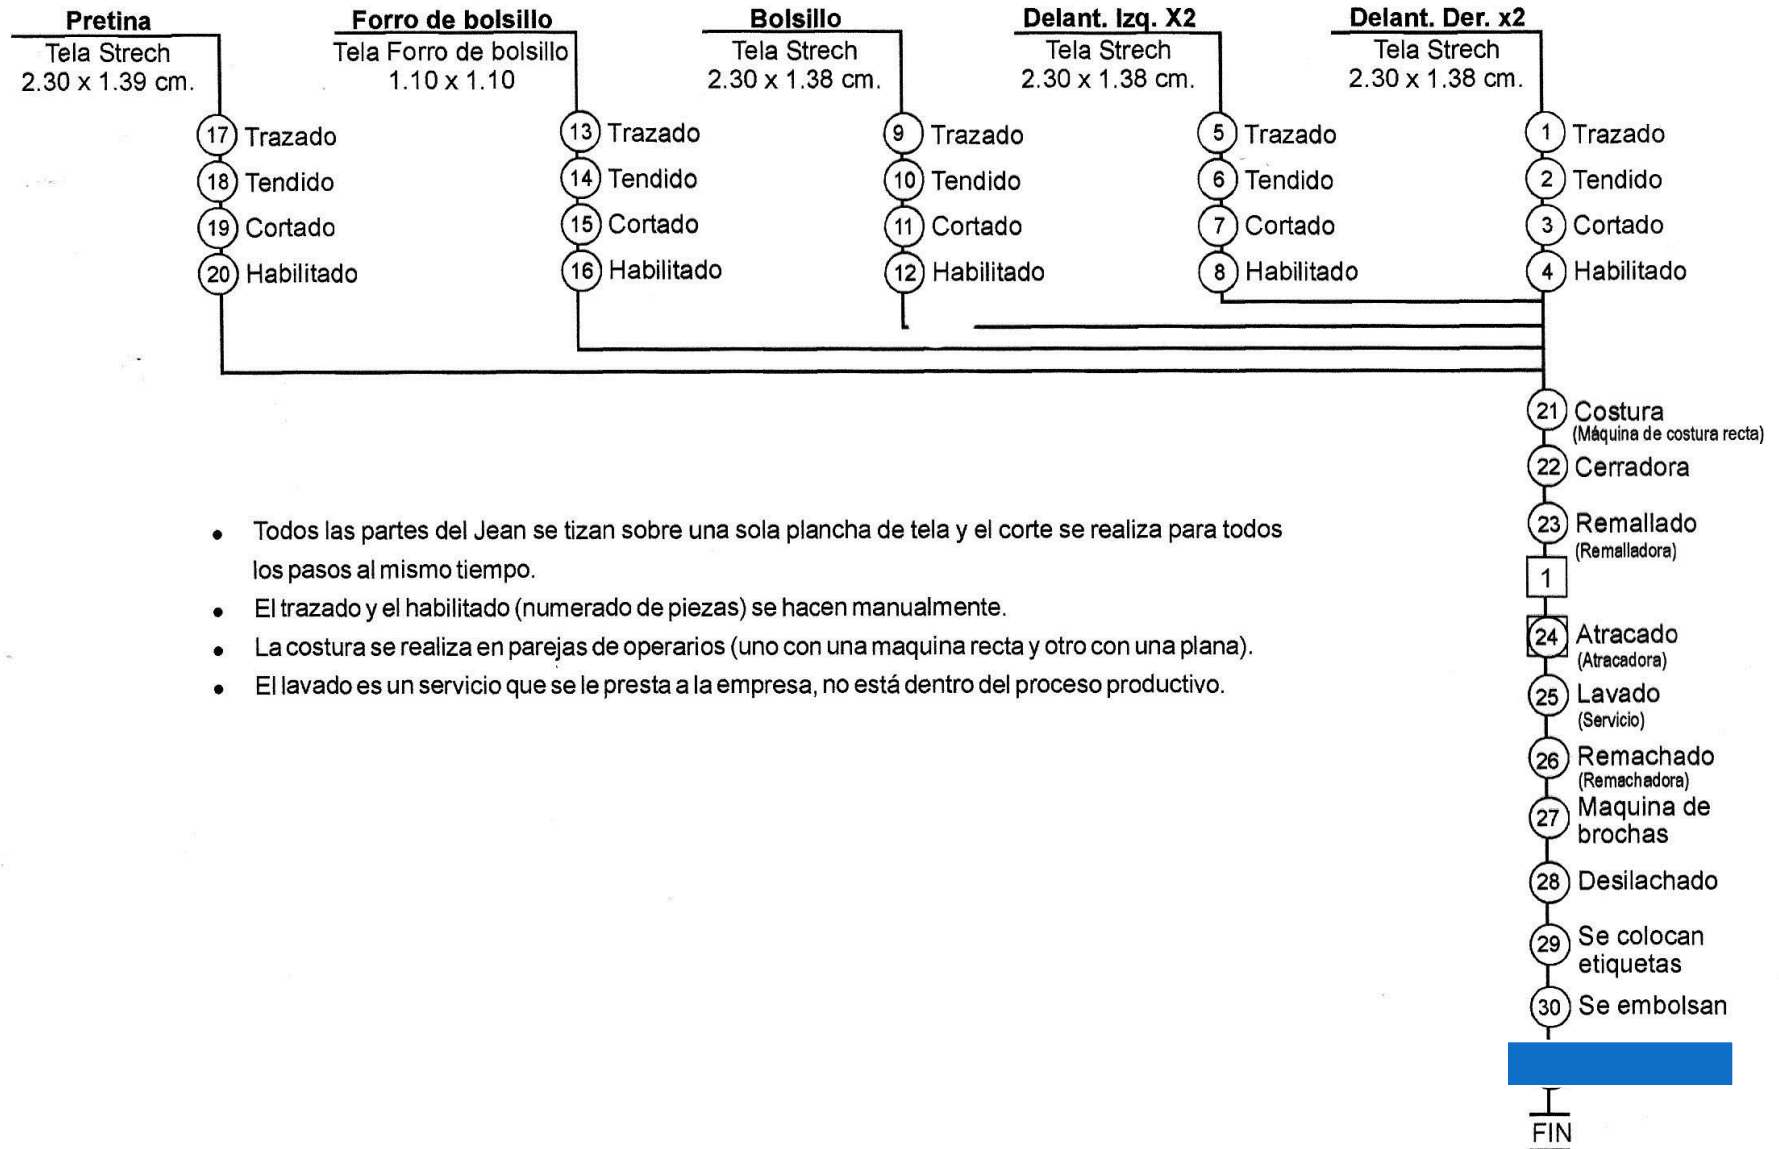 Pretina
Tela Strech
2.30 x 1.39 cm.
17 Trazado
18 Tendido
19 Cortado
20 Habilitado
Forro de bolsillo
Tela Forro de bolsillo
1.10 x 1.10
13 Trazado
14 Tendido
15 Cortado
16 Habilitado
Bolsillo
Tela Strech
2.30 x 1.38 cm.
9 Trazado
10 Tendido
11 Cortado
12 Habilitado
Delant. Izq. X2
Tela Strech
2.30 x 1.38 cm.
5 Trazado
6 Tendido
7 Cortado
8 Habilitado
Delant. Der. x2
Tela Strech
2.30 x 1.38 cm.
1 Trazado
2 Tendido
3 Cortado
4 Habilitado
21 Costura
(Máquina de costura recta)
22 Cerradora
23 Remallado
(Remalladora)
1
24 Atracado
(Atracadora)
25 Lavado
(Servicio)
26 Remachado
(Remachadora)
27 Maquina de
brochas
28 Desilachado
29 Se colocan
etiquetas
30 Se embolsan
FIN
• Todos las partes del Jean se tizan sobre una sola plancha de tela y el corte se realiza para todos
los pasos al mismo tiempo.
• El trazado y el habilitado (numerado de piezas) se hacen manualmente.
• La costura se realiza en parejas de operarios (uno con una maquina recta y otro con una plana).
• El lavado es un servicio que se le presta a la empresa, no está dentro del proceso productivo.